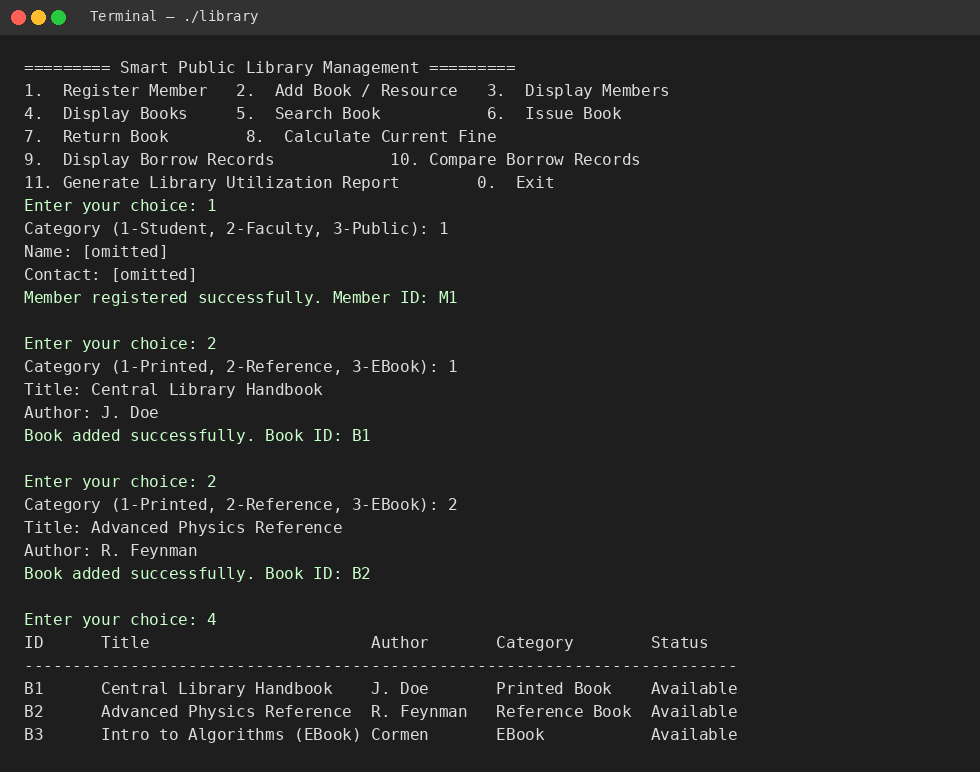 Terminal — ./library
========= Smart Public Library Management =========
1.  Register Member   2.  Add Book / Resource   3.  Display Members
4.  Display Books     5.  Search Book           6.  Issue Book
7.  Return Book        8.  Calculate Current Fine
9.  Display Borrow Records            10. Compare Borrow Records
11. Generate Library Utilization Report        0.  Exit
Enter your choice: 1
Category (1-Student, 2-Faculty, 3-Public): 1
Name: [omitted]
Contact: [omitted]
Member registered successfully. Member ID: M1
Enter your choice: 2
Category (1-Printed, 2-Reference, 3-EBook): 1
Title: Central Library Handbook
Author: J. Doe
Book added successfully. Book ID: B1
Enter your choice: 2
Category (1-Printed, 2-Reference, 3-EBook): 2
Title: Advanced Physics Reference
Author: R. Feynman
Book added successfully. Book ID: B2
Enter your choice: 4
ID      Title                       Author       Category        Status
--------------------------------------------------------------------------
B1      Central Library Handbook    J. Doe       Printed Book    Available
B2      Advanced Physics Reference  R. Feynman   Reference Book  Available
B3      Intro to Algorithms (EBook) Cormen       EBook           Available